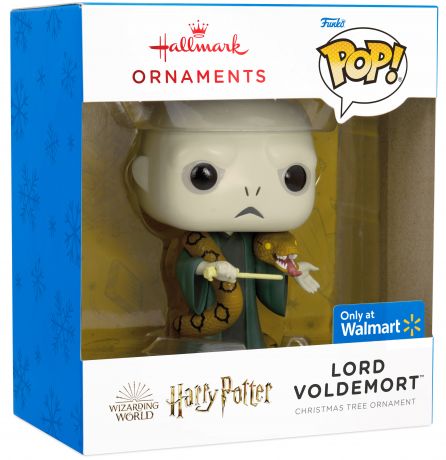 Hallmark
ORNAMENTS
Funko
POP!
Only at
Walmart
WIZARDING
WORLD
Harry Potter
LORD
VOLDEMORT™
CHRISTMAS TREE ORNAMENT